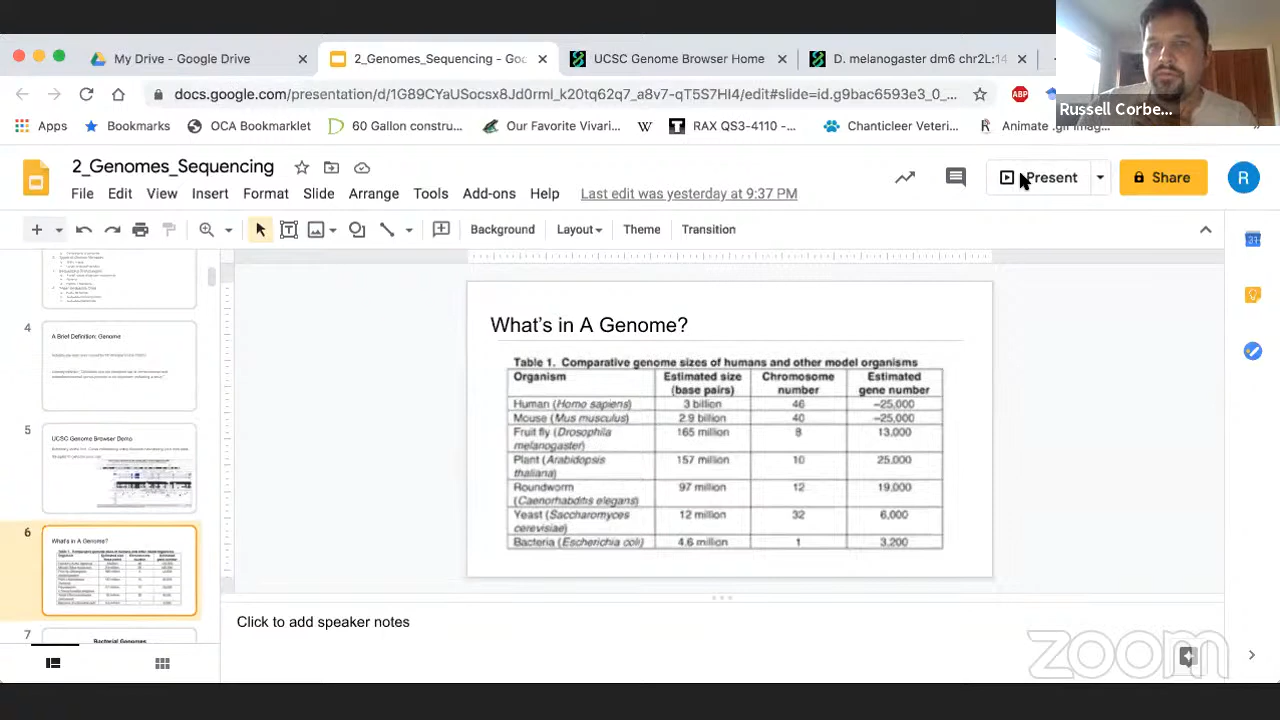 My Drive - Google Drive
2_Genomes_Sequencing - Goo
UCSC Genome Browser Home
D. melanogaster dm6 chr2L:14
docs.google.com/presentation/d/1G89CYaUSocsx8Jd0rml_k20tq62q7_a8v7-qT5S7HI4/edit#slide=id.g9bac6593e3_0_...
ABP
Russell Corbe...
Apps
Bookmarks
OCA Bookmarklet
60 Gallon constru...
Our Favorite Vivari...
W
RAX QS3-4110 -...
Chanticleer Veteri...
Animate .gif imag...
2_Genomes_Sequencing
Present
Share
R
File Edit View Insert Format Slide Arrange Tools Add-ons Help
Last edit was yesterday at 9:37 PM
Background
Layout
Theme
Transition
4
A Brief Definition: Genome
5
UCSC Genome Browser Demo
6
What's in A Genome?
7
Bacterial Genomes
What's in A Genome?
Table 1. Comparative genome sizes of humans and other model organisms
Organism Estimated size (base pairs) Chromosome number Estimated gene number
Human (Homo sapiens) 3 billion 46 ~25,000
Mouse (Mus musculus) 2.9 billion 40 ~25,000
Fruit fly (Drosophila melanogaster) 165 million 8 13,000
Plant (Arabidopsis thaliana) 157 million 10 25,000
Roundworm (Caenorhabditis elegans) 97 million 12 19,000
Yeast (Saccharomyces cerevisiae) 12 million 32 6,000
Bacteria (Escherichia coli) 4.6 million 1 3,200
Click to add speaker notes
zoom